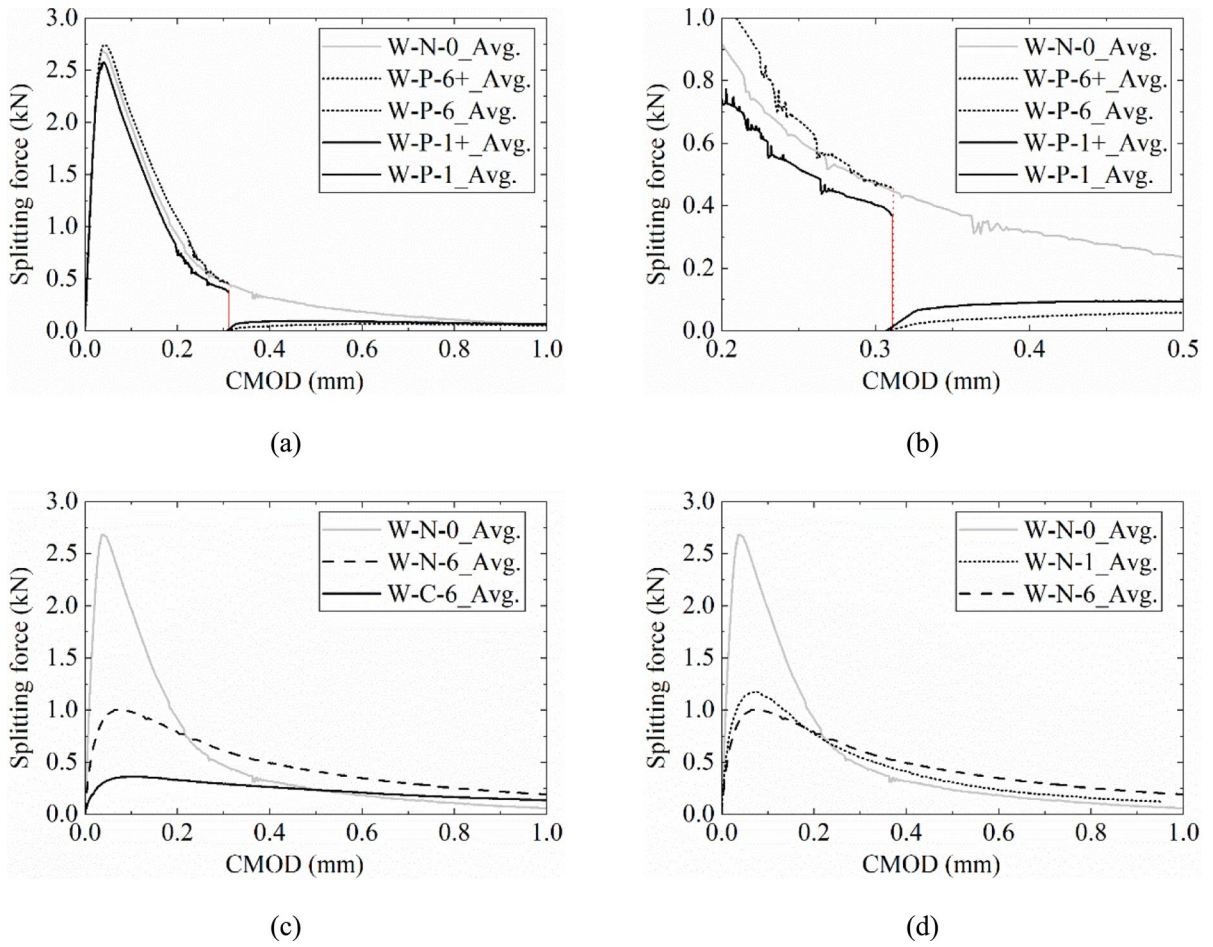 3.0
2.5
2.0
1.5
1.0
0.5
0.0
Splitting force (kN)
W-N-0_Avg.
W-P-6+_Avg.
W-P-6_Avg.
W-P-1+_Avg.
W-P-1_Avg.
0.0 0.2 0.4 0.6 0.8 1.0
CMOD (mm)
(a)
1.0
0.8
0.6
0.4
0.2
0.0
Splitting force (kN)
W-N-0_Avg.
W-P-6+_Avg.
W-P-6_Avg.
W-P-1+_Avg.
W-P-1_Avg.
0.2 0.3 0.4 0.5
CMOD (mm)
(b)
3.0
2.5
2.0
1.5
1.0
0.5
0.0
Splitting force (kN)
W-N-0_Avg.
W-N-6_Avg.
W-C-6_Avg.
0.0 0.2 0.4 0.6 0.8 1.0
CMOD (mm)
(c)
3.0
2.5
2.0
1.5
1.0
0.5
0.0
Splitting force (kN)
W-N-0_Avg.
W-N-1_Avg.
W-N-6_Avg.
0.0 0.2 0.4 0.6 0.8 1.0
CMOD (mm)
(d)